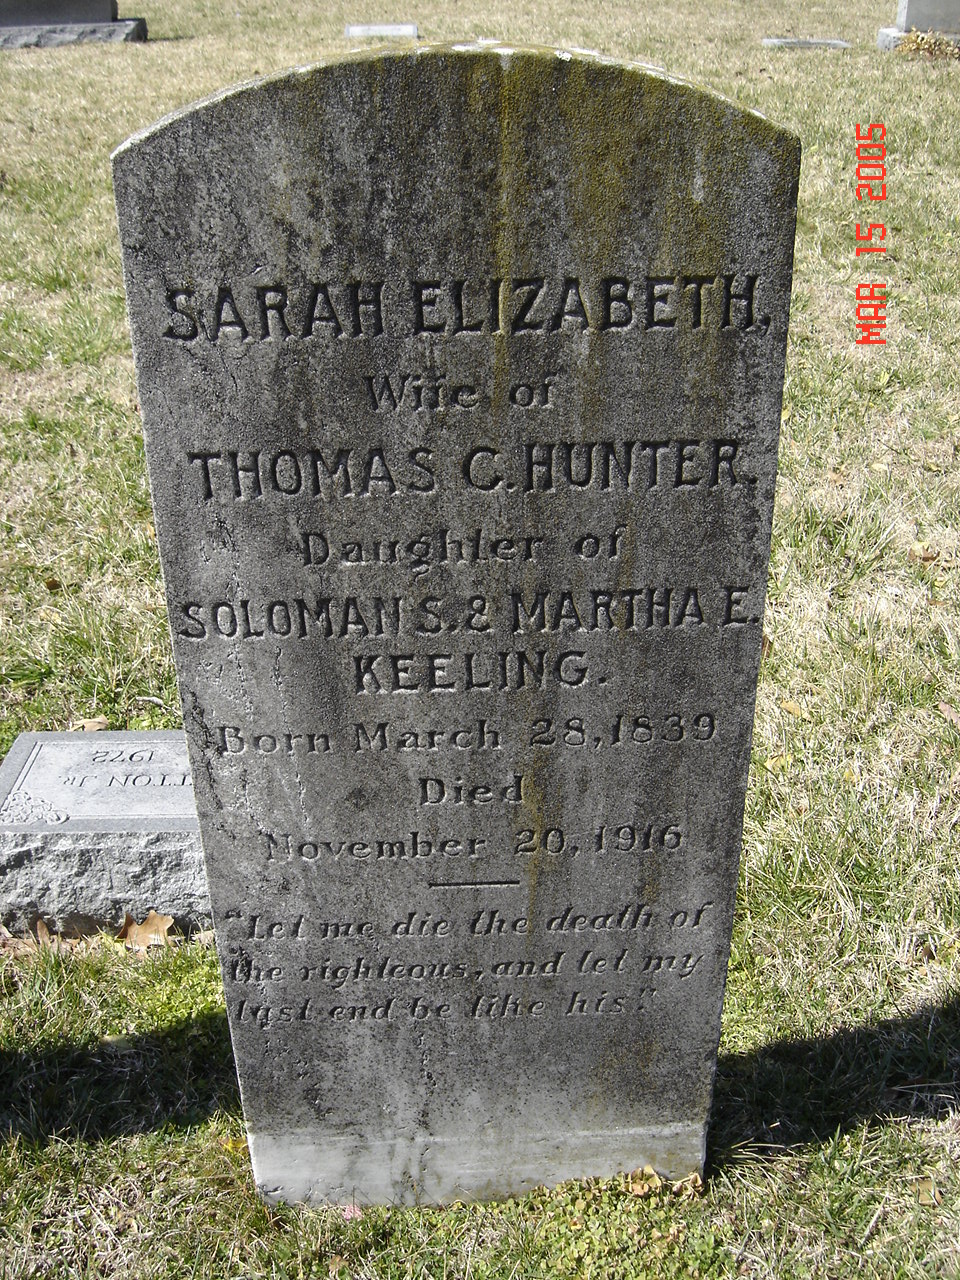 SARAH ELIZABETH,
Wife of
THOMAS C. HUNTER.
Daughter of
SOLOMAN S. & MARTHA E.
KEELING.
Born March 28, 1839
Died
November 20, 1916
"Let me die the death of
the righteous, and let my
last end be like his."
MAR 15 2005
JR
1972